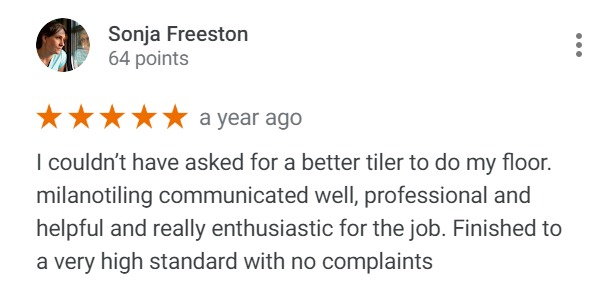 Sonja Freeston
64 points
a year ago
I couldn't have asked for a better tiler to do my floor.
milanotiling communicated well, professional and
helpful and really enthusiastic for the job. Finished to
a very high standard with no complaints